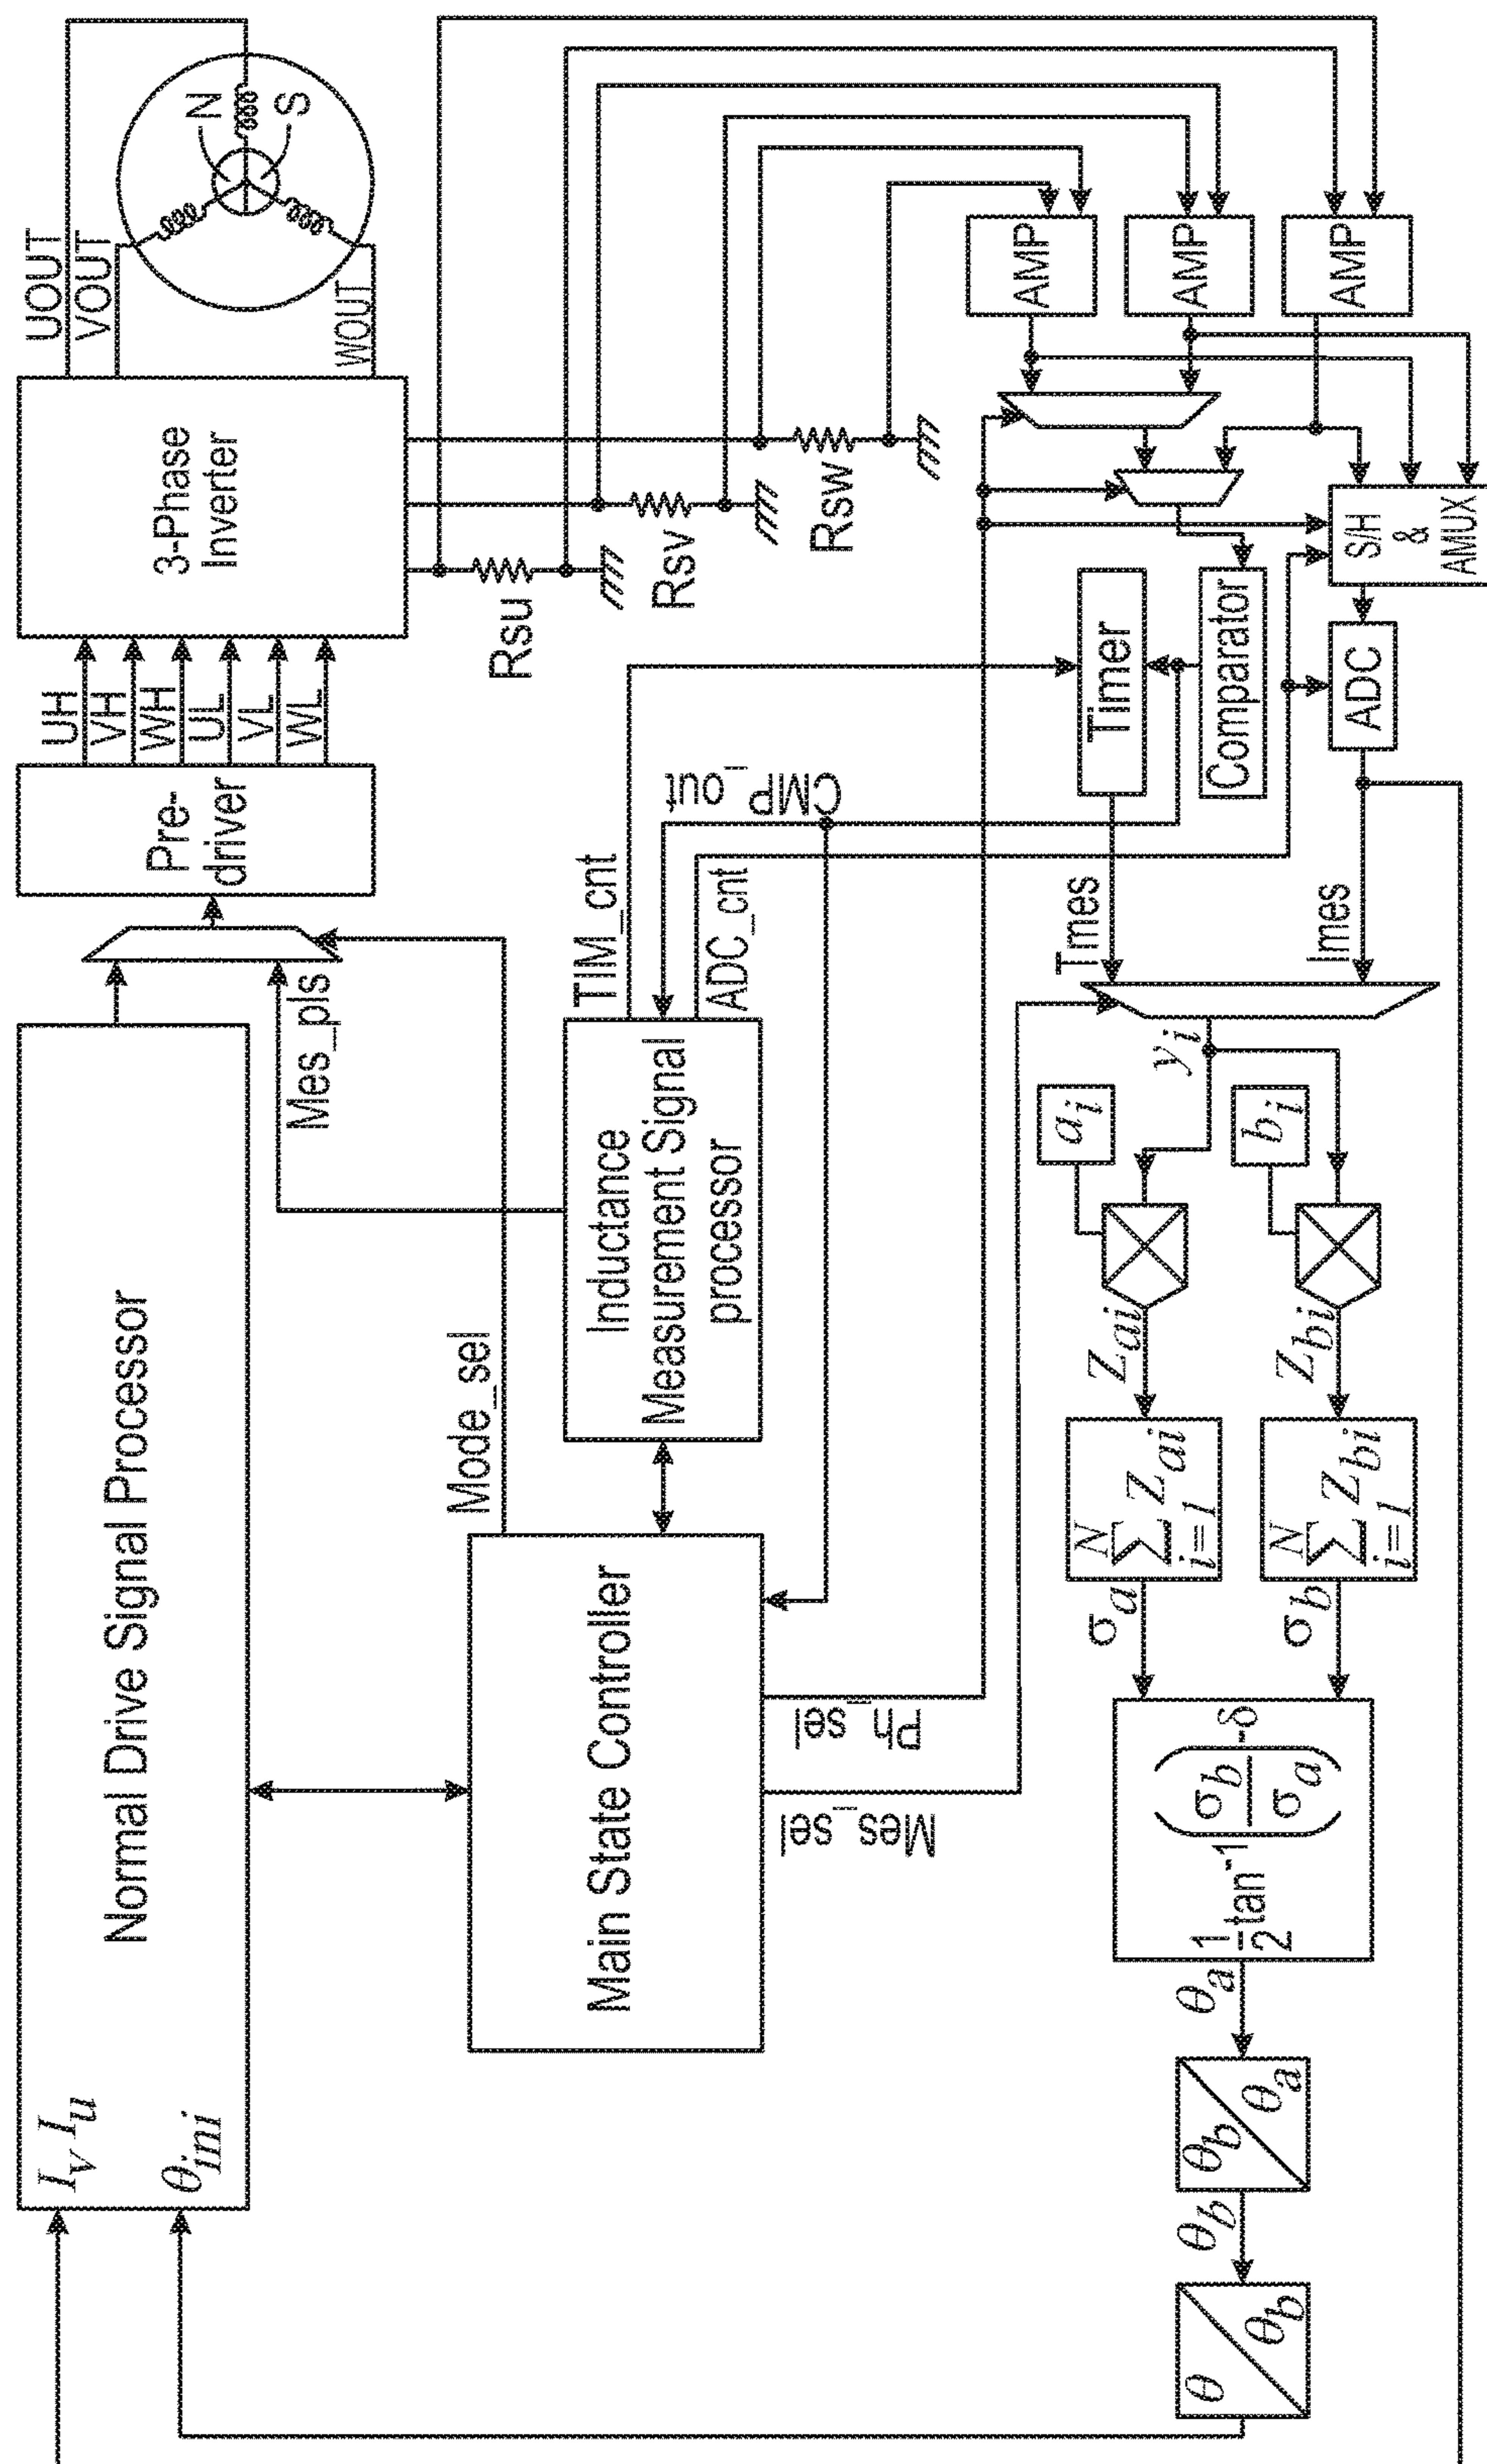 I_v I_u
θ_ini
Normal Drive Signal Processor
Mes_pls
Pre-
driver
UH
VH
WH
UL
VL
WL
3-Phase
Inverter
UOUT
VOUT
WOUT
N
S
Main State Controller
Mode_sel
Inductance
Measurement Signal
processor
TIM_cnt
ADC_cnt
CMP_out
Rsu
Rsv
Rsw
Ph_sel
Mes_sel
AMP
AMP
AMP
Timer
Comparator
S/H
&
AMUX
ADC
Tmes
Imes
y_i
a_i
b_i
Z_ai
Z_bi
N
∑ Z_ai
i=1
N
∑ Z_bi
i=1
σ_a
σ_b
1/2 tan^-1 (σ_b/σ_a) -δ
θ_a
θ_b / θ_a
θ_b
θ / θ_b